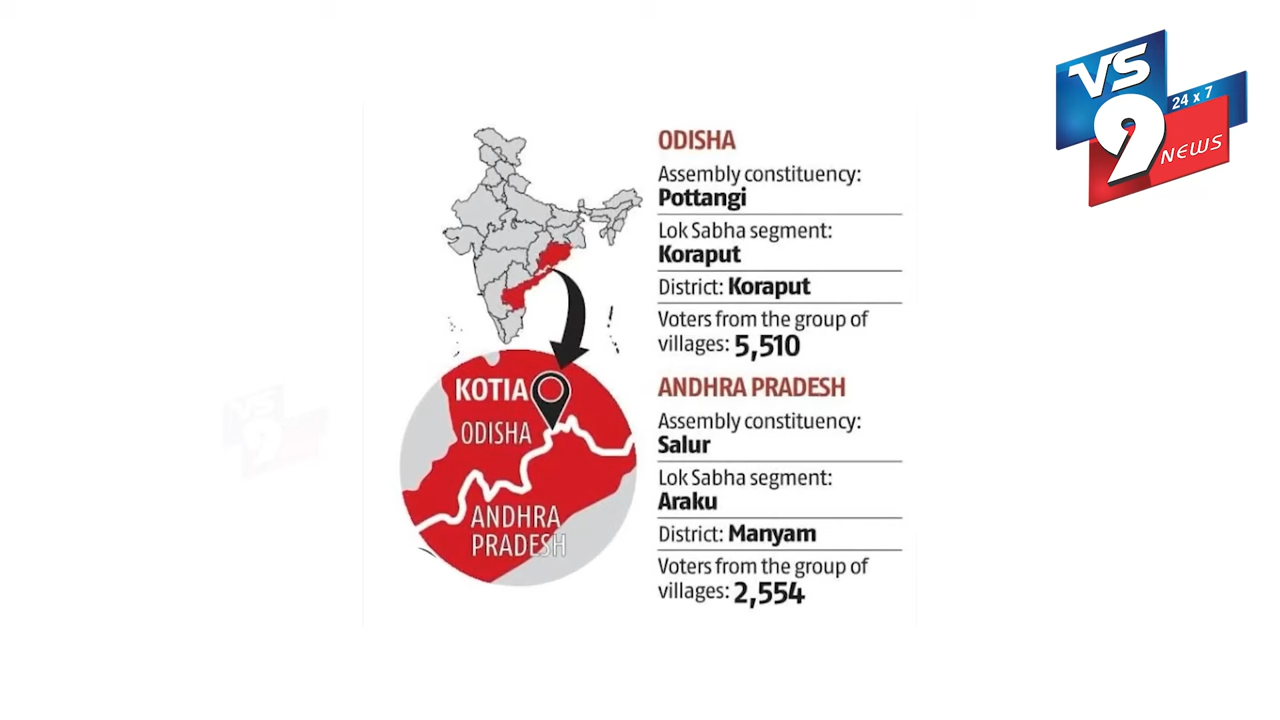 VS
24 x 7
9
NEWS
ODISHA
Assembly constituency:
Pottangi
Lok Sabha segment:
Koraput
District: Koraput
Voters from the group of
villages: 5,510
KOTIA
ODISHA
ANDHRA
PRADESH
ANDHRA PRADESH
Assembly constituency:
Salur
Lok Sabha segment:
Araku
District: Manyam
Voters from the group of
villages: 2,554
VS
9